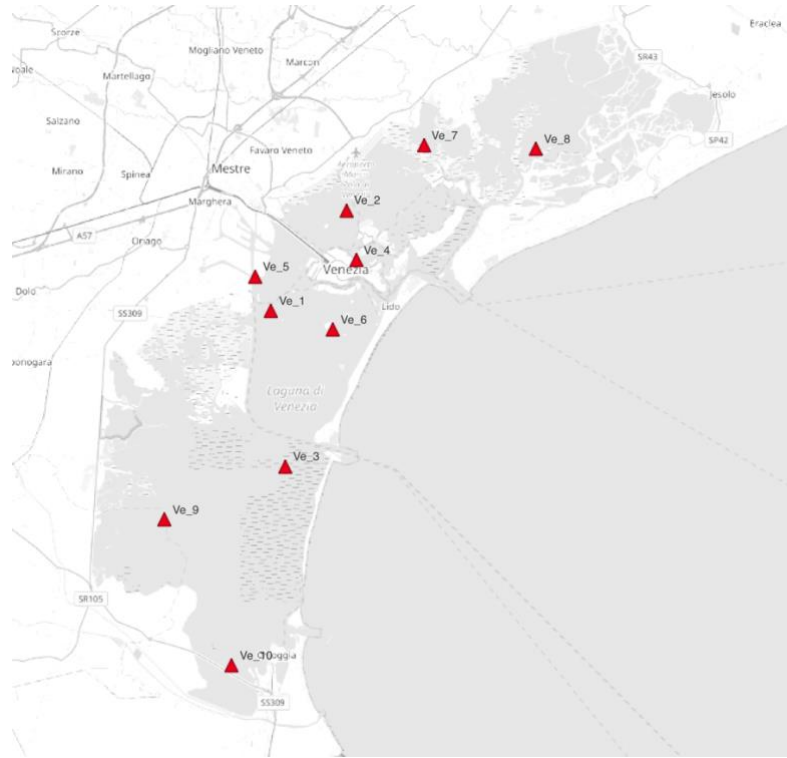 Eraclea
Scorzè
Mogliano Veneto
SR43
Marcon
Martellago
Jesolo
Salzano
Ve_7
Ve_8
SP42
Favaro Veneto
Mirano
Spinea
Mestre
Marghera
Ve_2
A57
Oriago
Ve_4
Venezia
Ve_5
Dolo
SS309
Ve_1
Ve_6
Lido
Laguna di
Venezia
Ve_3
Ve_9
SR105
Ve_10
SS309